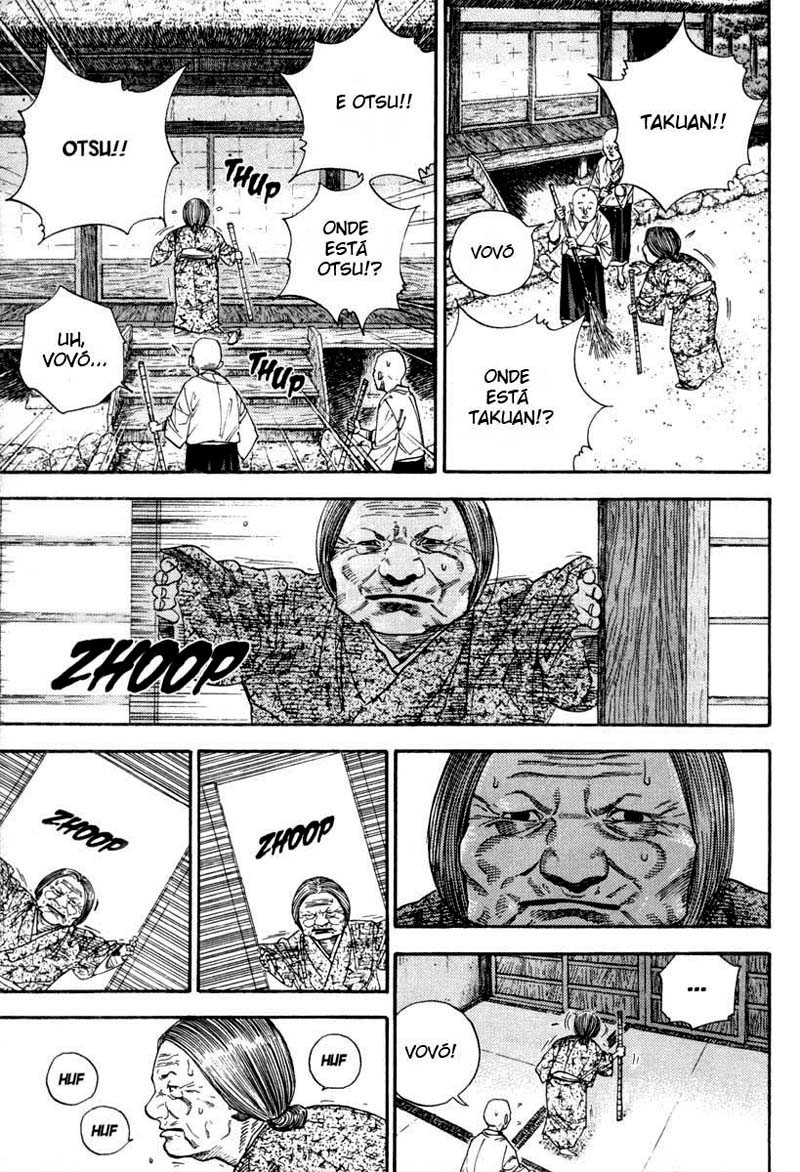 TAKUAN!!
VOVÓ
ONDE
ESTÁ
TAKUAN!?
E OTSU!!
ONDE
ESTÁ
OTSU!?
OTSU!!
THUP
UH,
VOVÓ...
THUP
ZHOOP
ZHOOP
ZHOOP
...
VOVÓ!
HUF
HUF
HUF